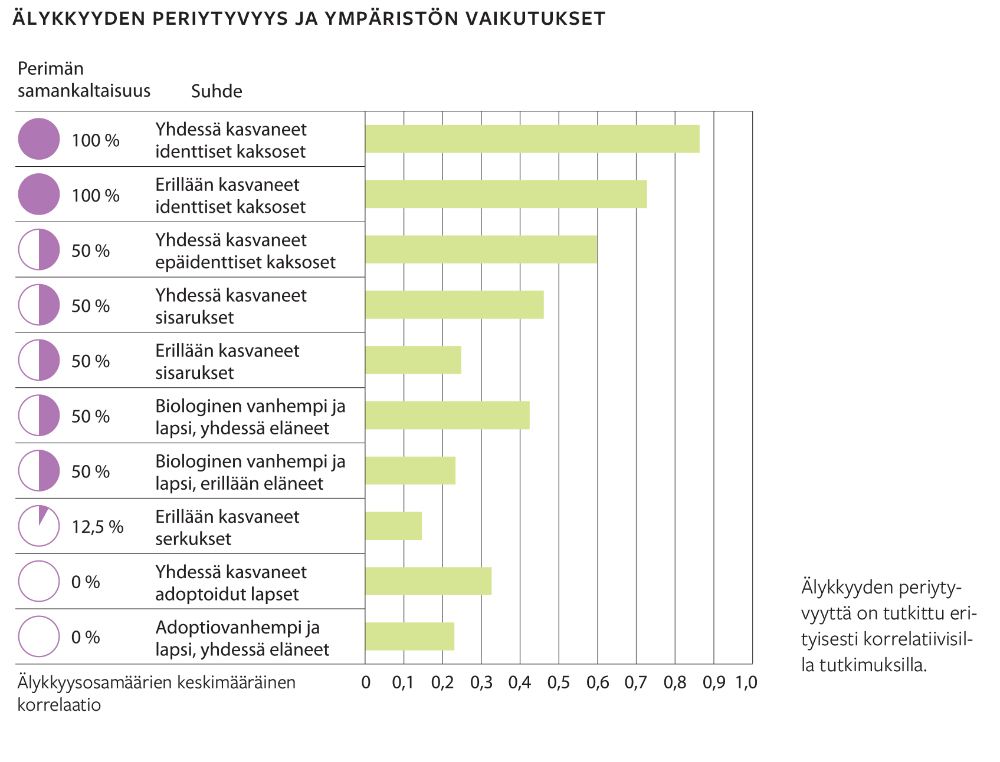 ÄLYKKYYDEN PERIYTYVYYS JA YMPÄRISTÖN VAIKUTUKSET
Perimän
samankaltaisuus Suhde
100 % Yhdessä kasvaneet
identtiset kaksoset
100 % Erillään kasvaneet
identtiset kaksoset
50 % Yhdessä kasvaneet
epäidenttiset kaksoset
50 % Yhdessä kasvaneet
sisarukset
50 % Erillään kasvaneet
sisarukset
50 % Biologinen vanhempi ja
lapsi, yhdessä eläneet
50 % Biologinen vanhempi ja
lapsi, erillään eläneet
12,5 % Erillään kasvaneet
serkukset
0 % Yhdessä kasvaneet
adoptoidut lapset
0 % Adoptiovanhempi ja
lapsi, yhdessä eläneet
Älykkyysosamäärien keskimääräinen
korrelaatio
0 0,1 0,2 0,3 0,4 0,5 0,6 0,7 0,8 0,9 1,0
Älykkyyden periyty-
vyyttä on tutkittu eri-
tyisesti korrelatiivisil-
la tutkimuksilla.